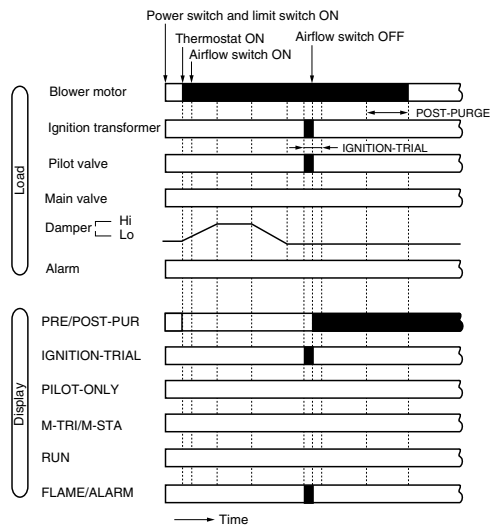 Power switch and limit switch ON
Thermostat ON
Airflow switch OFF
Airflow switch ON
Load
Blower motor
POST-PURGE
Ignition transformer
IGNITION-TRIAL
Pilot valve
Main valve
Damper Hi
Lo
Alarm
Display
PRE/POST-PUR
IGNITION-TRIAL
PILOT-ONLY
M-TRI/M-STA
RUN
FLAME/ALARM
Time